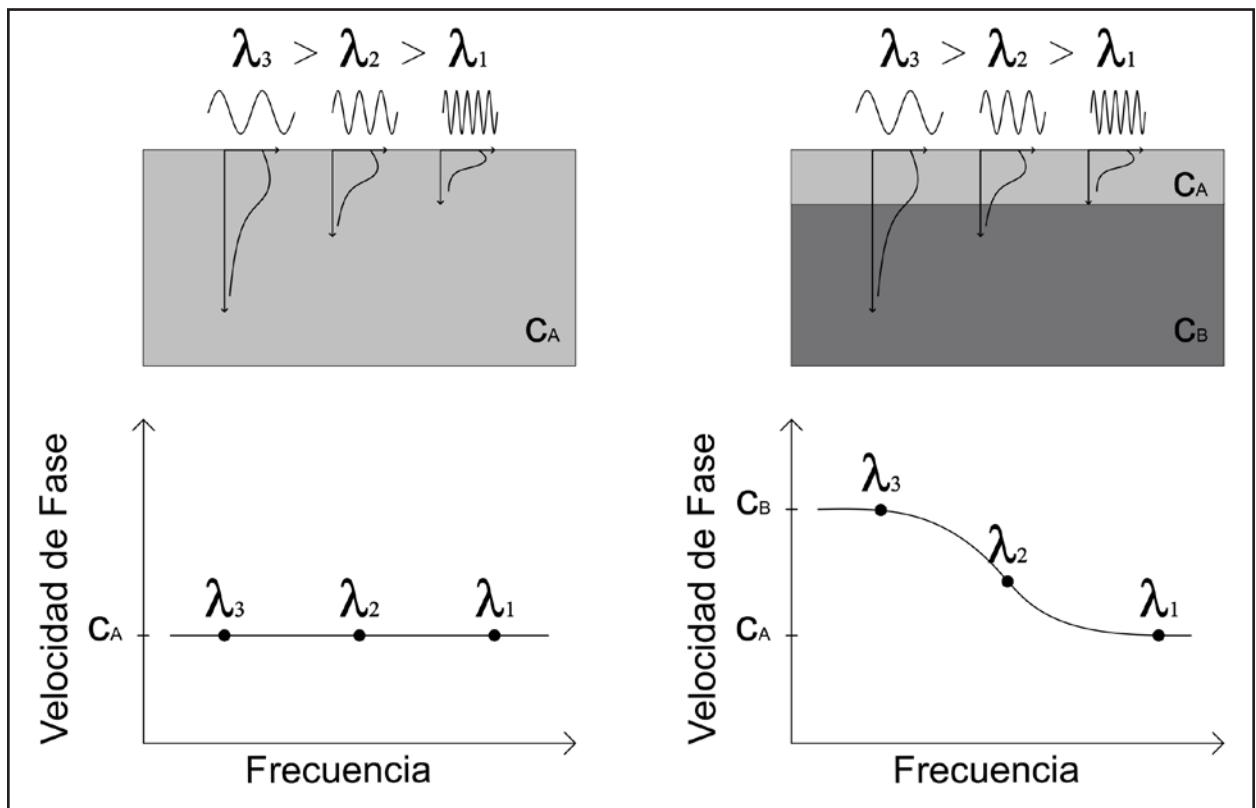 λ3 > λ2 > λ1
CA
Velocidad de Fase
CA
λ3 λ2 λ1
Frecuencia
λ3 > λ2 > λ1
CA
CB
Velocidad de Fase
CB
CA
λ3
λ2
λ1
Frecuencia